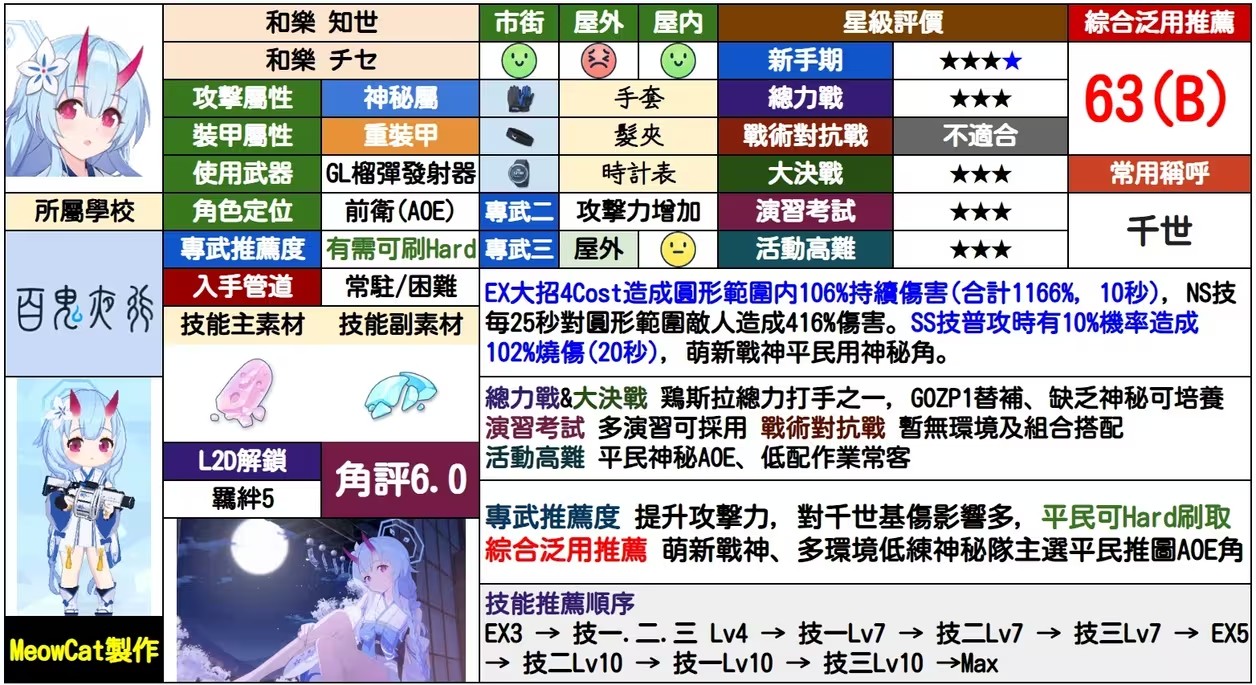 和樂 知世
和樂 チセ
攻擊屬性 神秘屬
裝甲屬性 重裝甲
使用武器 GL榴彈發射器
所屬學校 角色定位 前衛(AOE)
百鬼夜行
專武推薦度 有需可刷Hard
入手管道 常駐/困難
技能主素材 技能副素材
L2D解鎖
羈絆5
角評6.0
MeowCat製作
市街 屋外 屋內
手套
髮夾
時計表
專武二 攻擊力增加
專武三 屋外
星級評價
新手期 ★★★★
總力戰 ★★★
戰術對抗戰 不適合
大決戰 ★★★
演習考試 ★★★
活動高難 ★★★
綜合泛用推薦
63(B)
常用稱呼
千世
EX大招4Cost造成圓形範圍內106%持續傷害(合計1166%, 10秒), NS技
每25秒對圓形範圍敵人造成416%傷害。SS技普攻時有10%機率造成
102%燒傷(20秒), 萌新戰神平民用神秘角。
總力戰&大決戰 鶏斯拉總力打手之一, GOZP1替補、缺乏神秘可培養
演習考試 多演習可採用 戰術對抗戰 暫無環境及組合搭配
活動高難 平民神秘AOE、低配作業常客
專武推薦度 提升攻擊力, 對千世基傷影響多, 平民可Hard刷取
綜合泛用推薦 萌新戰神、多環境低練神秘隊主選平民推圖AOE角
技能推薦順序
EX3 → 技一.二.三 Lv4 → 技一Lv7 → 技二Lv7 → 技三Lv7 → EX5
→ 技二Lv10 → 技一Lv10 → 技三Lv10 →Max